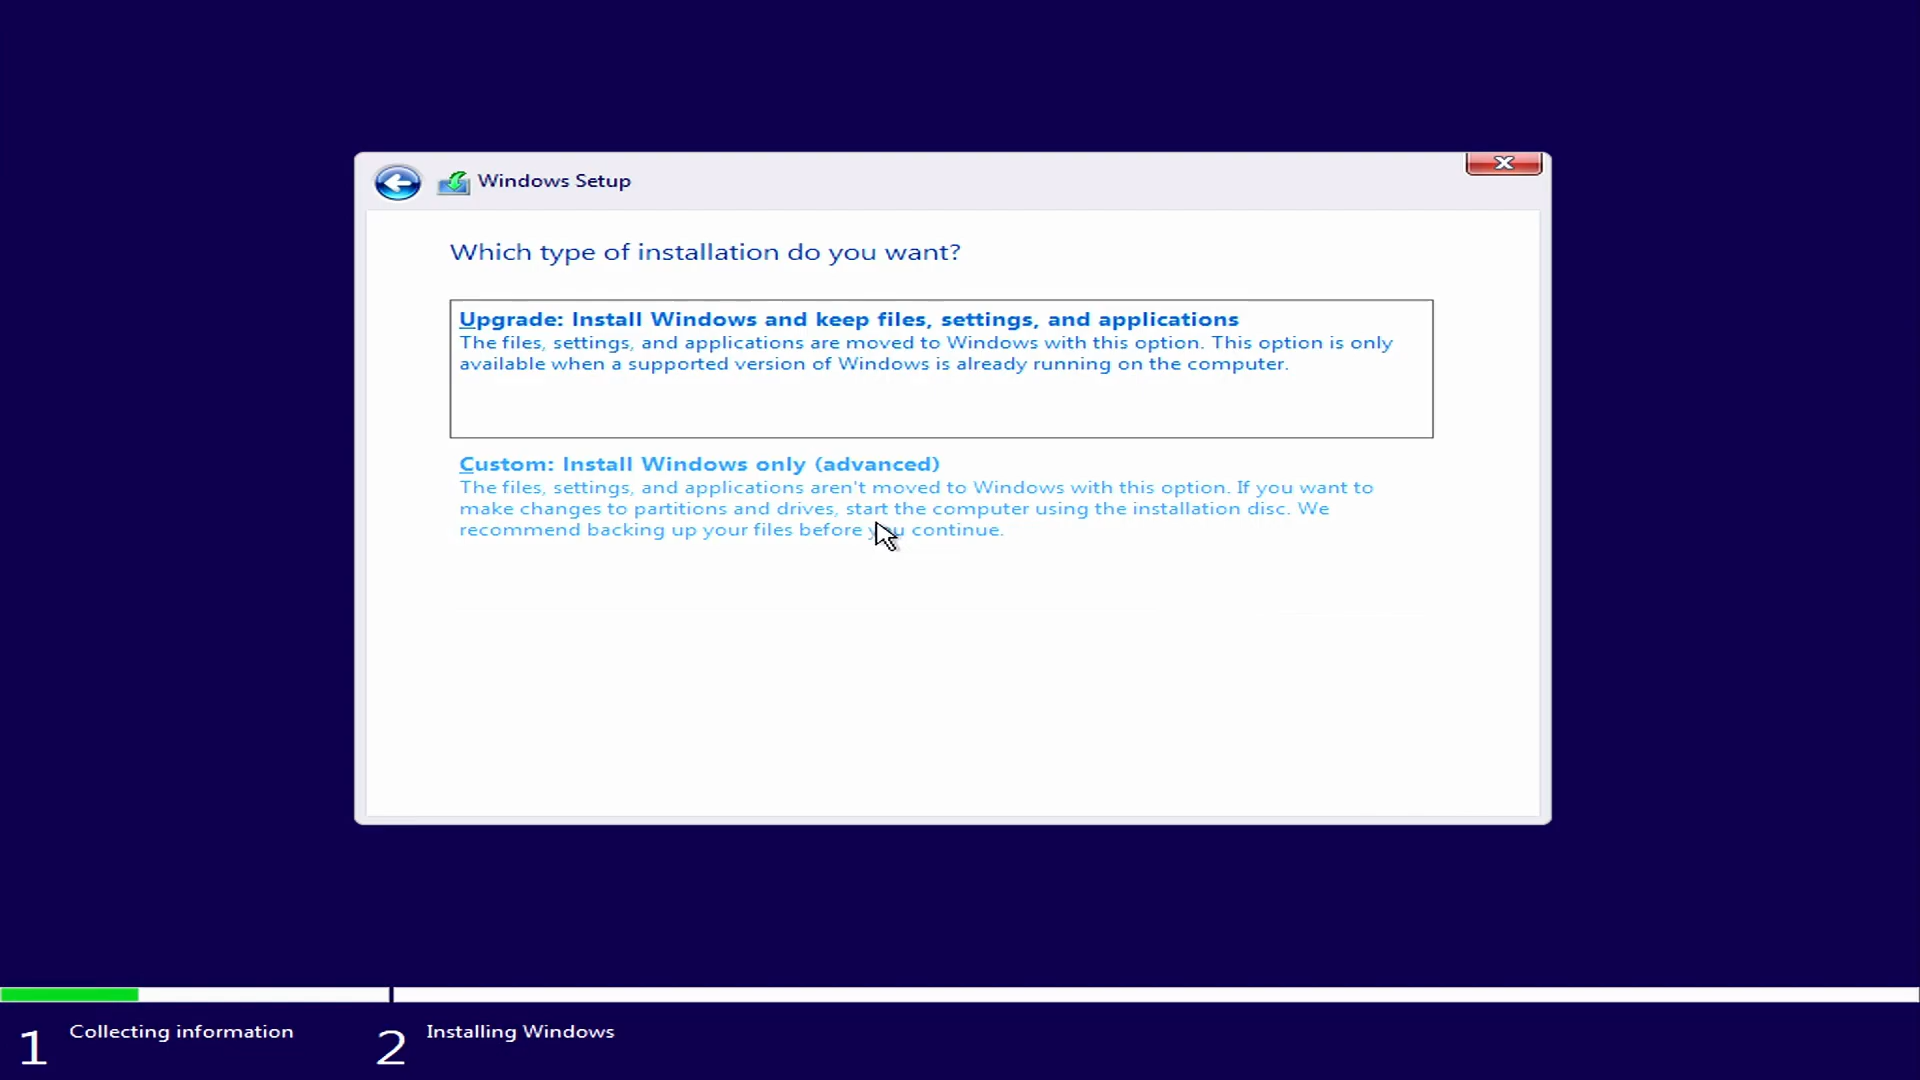 Windows Setup
Which type of installation do you want?
Upgrade: Install Windows and keep files, settings, and applications
The files, settings, and applications are moved to Windows with this option. This option is only
available when a supported version of Windows is already running on the computer.
Custom: Install Windows only (advanced)
The files, settings, and applications aren't moved to Windows with this option. If you want to
make changes to partitions and drives, start the computer using the installation disc. We
recommend backing up your files before you continue.
1 Collecting information
2 Installing Windows